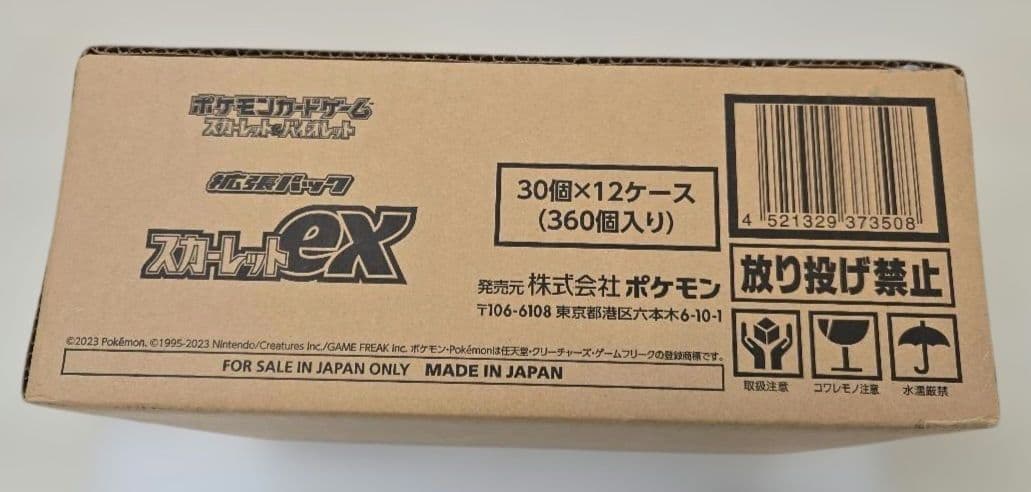 ポケモンカードゲーム
スカーレット&バイオレット
拡張パック
スカーレットex
30個×12ケース
(360個入り)
発売元 株式会社 ポケモン
〒106-6108 東京都港区六本木6-10-1
©2023 Pokémon. ©1995-2023 Nintendo/Creatures Inc./GAME FREAK inc. ポケモン・Pokémonは任天堂・クリーチャーズ・ゲームフリークの登録商標です。
FOR SALE IN JAPAN ONLY MADE IN JAPAN
4 521329 373508
放り投げ禁止
取扱注意 コワレモノ注意 水濡厳禁